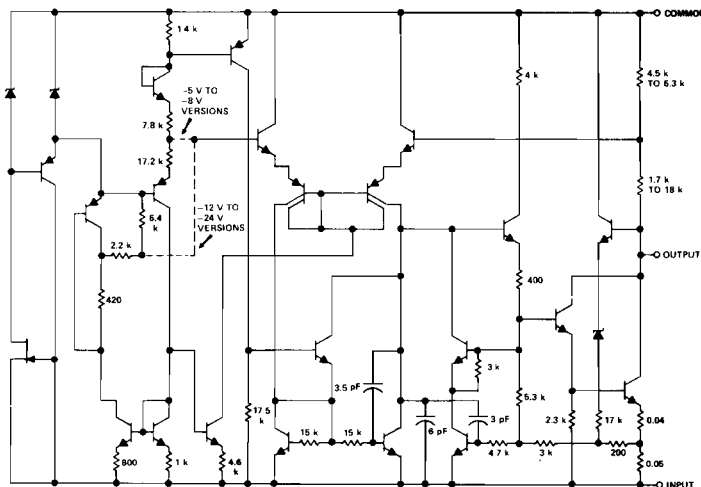 COMMON
1.4 k
4 k
4.5 k
TO 6.3 k
-5 V TO
-8 V
VERSIONS
7.8 k
17.2 k
1.7 k
TO 18 k
-12 V TO
-24 V
VERSIONS
6.4
k
2.2 k
OUTPUT
400
420
3 k
3.5 pF
17.5
k
5.3 k
2.3 k
17 k
0.04
15 k
15 k
6 pF
3 pF
4.7 k
3 k
200
800
1 k
4.6
k
0.05
INPUT